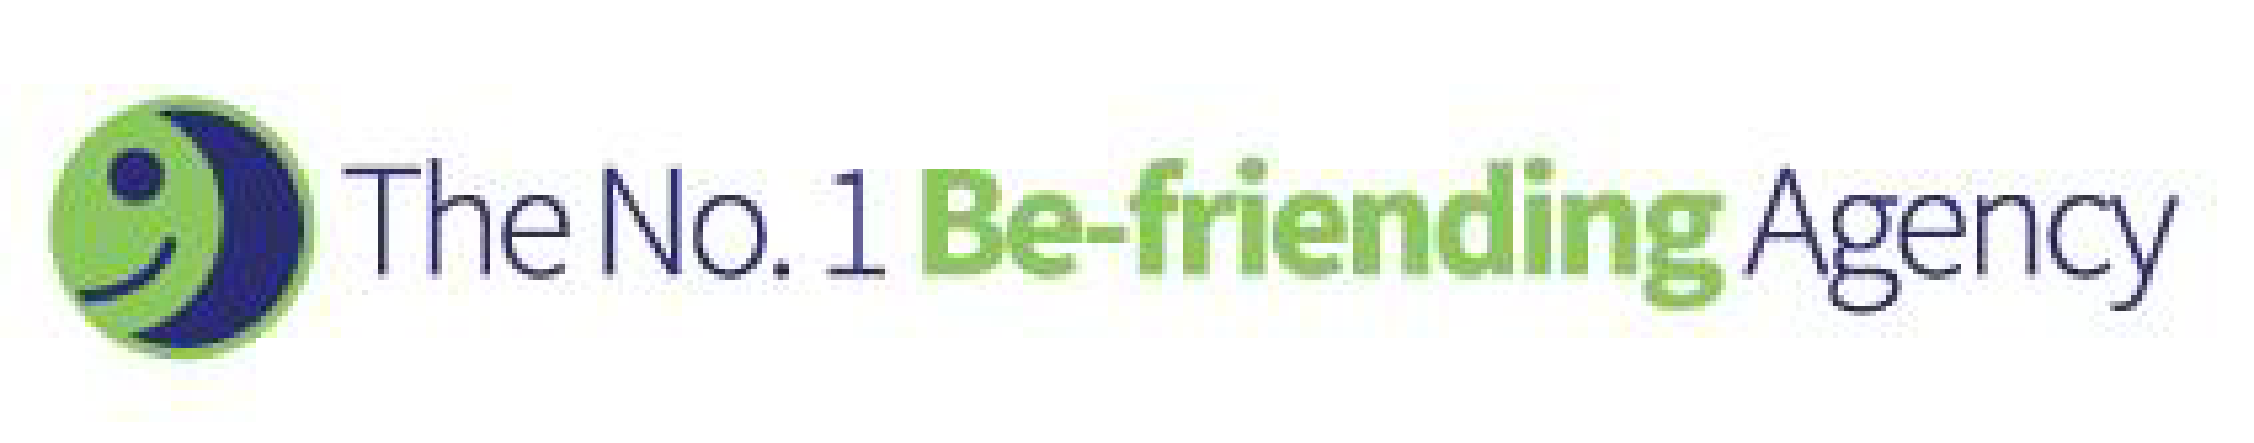 The No. 1 Be-friending Agency